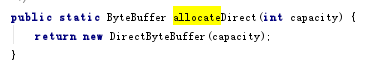 public static ByteBuffer allocateDirect(int capacity) {
return new DirectByteBuffer(capacity);
}